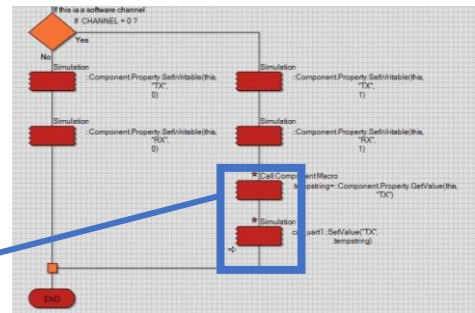 If this is a software channel
If CHANNEL = 0 ?
Yes
No
Simulation
::Component.Property.SetWritable(this,
"TX",
0)
Simulation
::Component.Property.SetWritable(this,
"TX",
1)
Simulation
::Component.Property.SetWritable(this,
"RX",
0)
Simulation
::Component.Property.SetWritable(this,
"RX",
1)
Call Component Macro
tempstring=::Component.Property.GetValue(this,
"TX")
Simulation
::SetValue("TX",
tempstring)
END